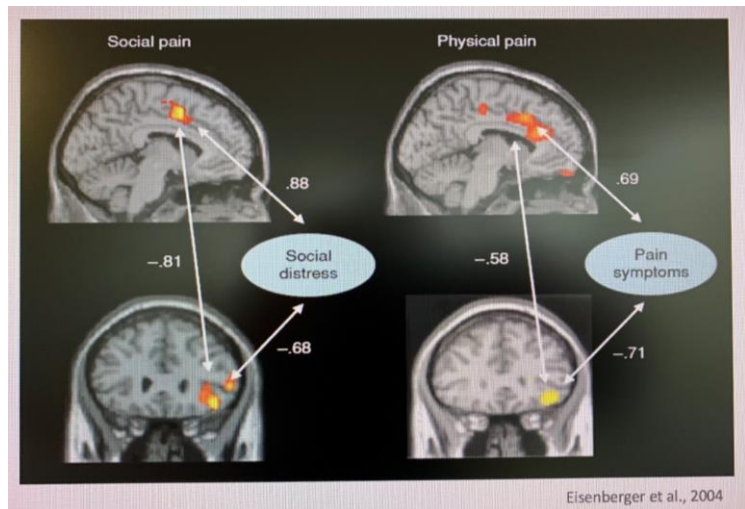 Social pain
Physical pain
.88
.69
–.81
Social
distress
–.58
Pain
symptoms
–.68
–.71
Eisenberger et al., 2004